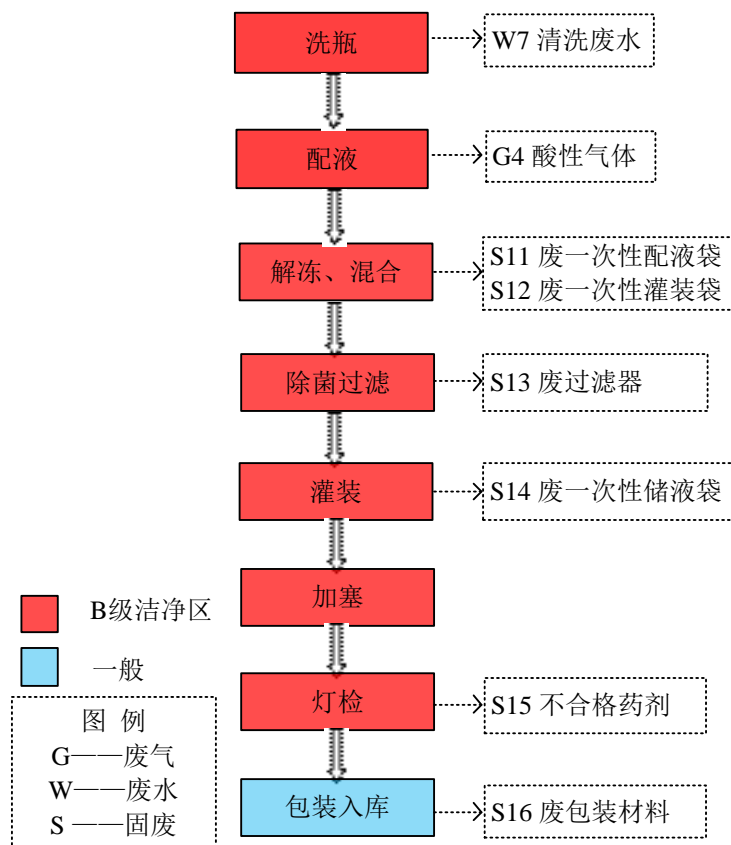 洗瓶
W7 清洗废水
配液
G4 酸性气体
解冻、混合
S11 废一次性配液袋
S12 废一次性灌装袋
除菌过滤
S13 废过滤器
灌装
S14 废一次性储液袋
加塞
B级洁净区
一般
灯检
S15 不合格药剂
图 例
G——废气
W——废水
S ——固废
包装入库
S16 废包装材料